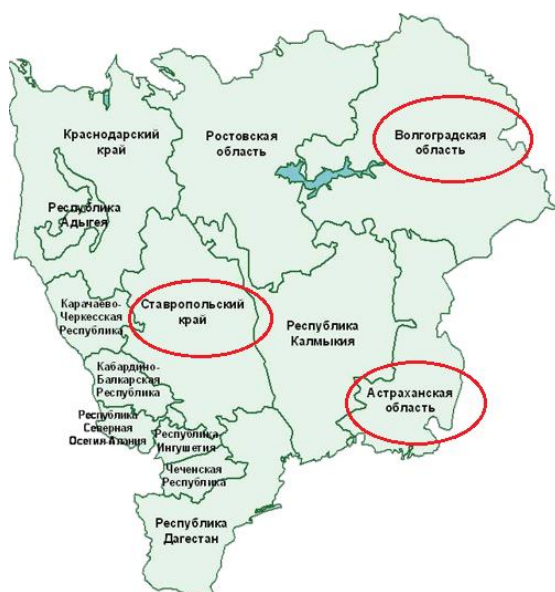 Краснодарский
край
Ростовская
область
Волгоградская
область
Республика
Адыгея
Карачаево-
Черкесская
Республика
Ставропольский
край
Республика
Калмыкия
Кабардино-
Балкарская
Республика
Астраханская
область
Республика
Северная
Осетия-Алания
Республика
Ингушетия
Чеченская
Республика
Республика
Дагестан